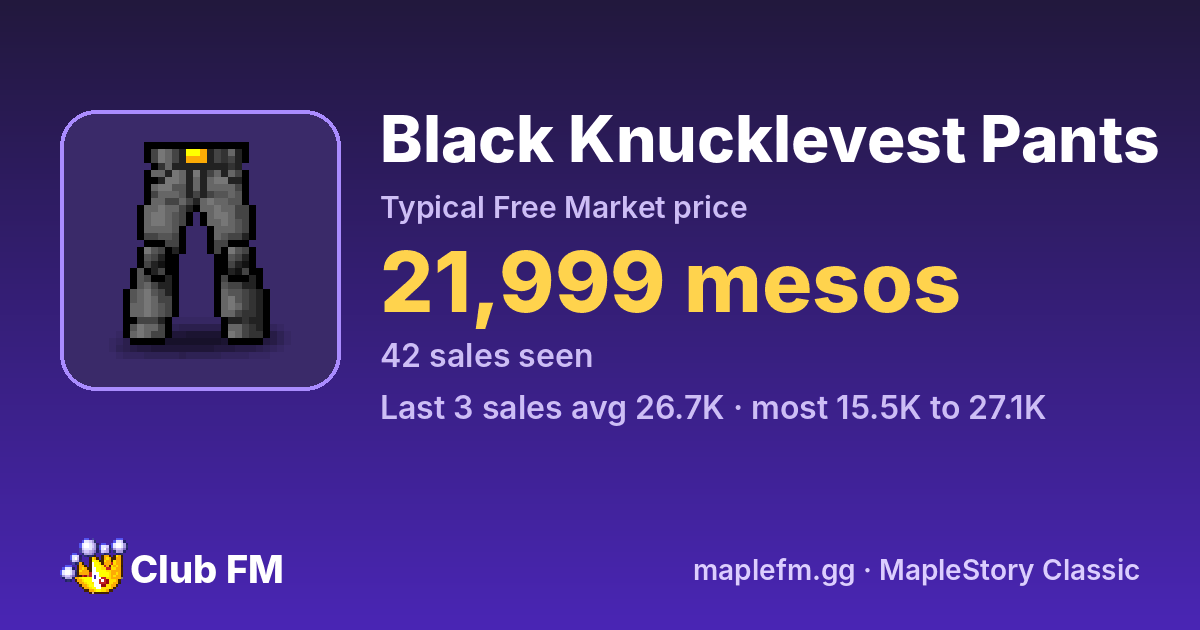 Black Knucklevest Pants
Typical Free Market price
21,999 mesos
42 sales seen
Last 3 sales avg 26.7K · most 15.5K to 27.1K
Club FM
maplefm.gg · MapleStory Classic